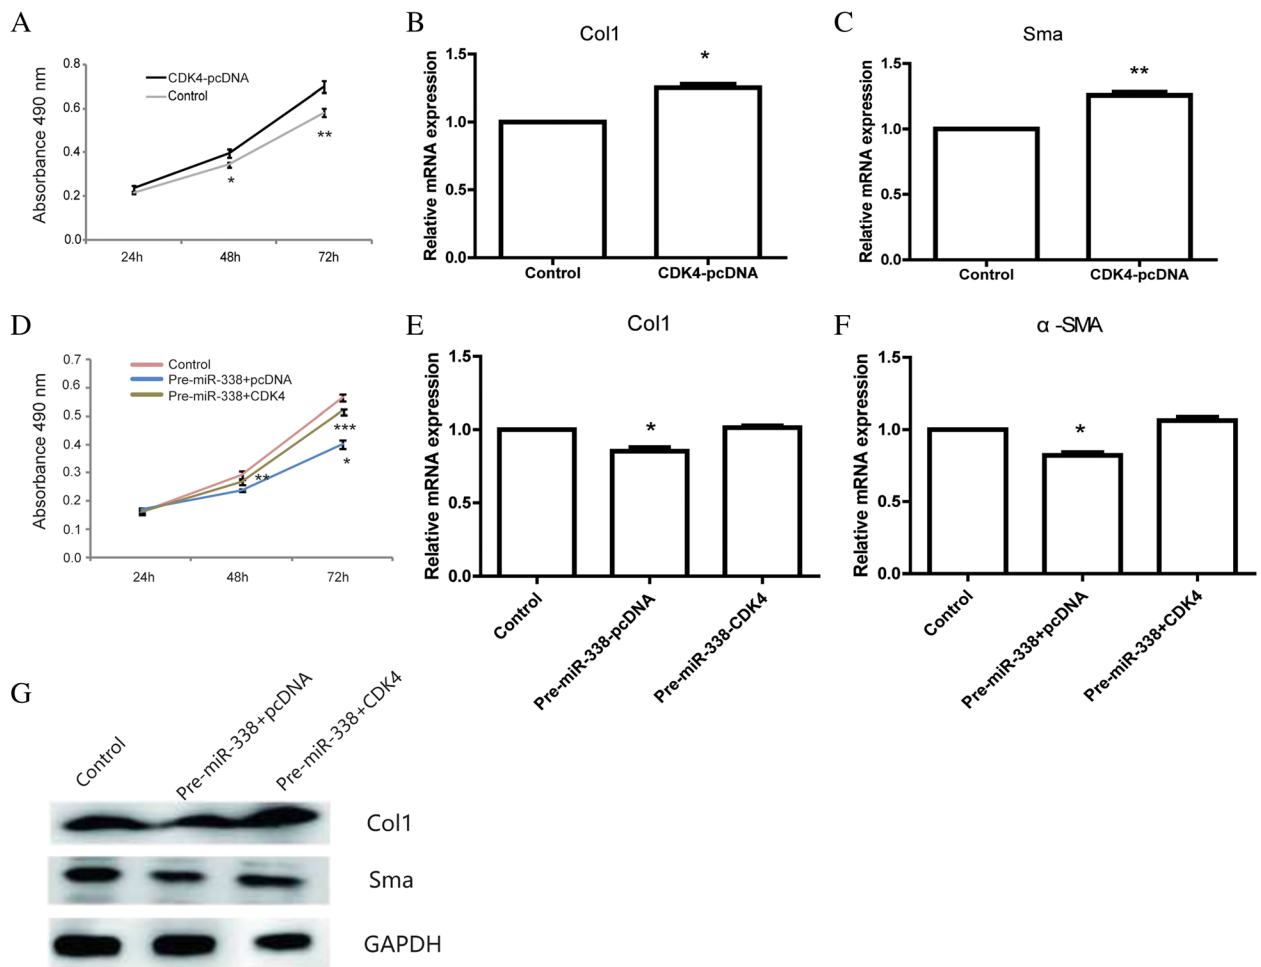 A
Absorbance 490 nm
0.8
0.6
0.4
0.2
0.0
CDK4-pcDNA
Control
*
**
24h
48h
72h
B
Col1
Relative mRNA expression
1.5
1.0
0.5
0.0
*
Control
CDK4-pcDNA
C
Sma
Relative mRNA expression
1.5
1.0
0.5
0.0
**
Control
CDK4-pcDNA
D
Absorbance 490 nm
0.7
0.6
0.5
0.4
0.3
0.2
0.1
0.0
Control
Pre-miR-338+pcDNA
Pre-miR-338+CDK4
**
***
*
24h
48h
72h
E
Col1
Relative mRNA expression
1.5
1.0
0.5
0.0
*
Control
Pre-miR-338-pcDNA
Pre-miR-338-CDK4
F
α -SMA
Relative mRNA expression
1.5
1.0
0.5
0.0
*
Control
Pre-miR-338+pcDNA
Pre-miR-338+CDK4
G
Control
Pre-miR-338+pcDNA
Pre-miR-338+CDK4
Col1
Sma
GAPDH